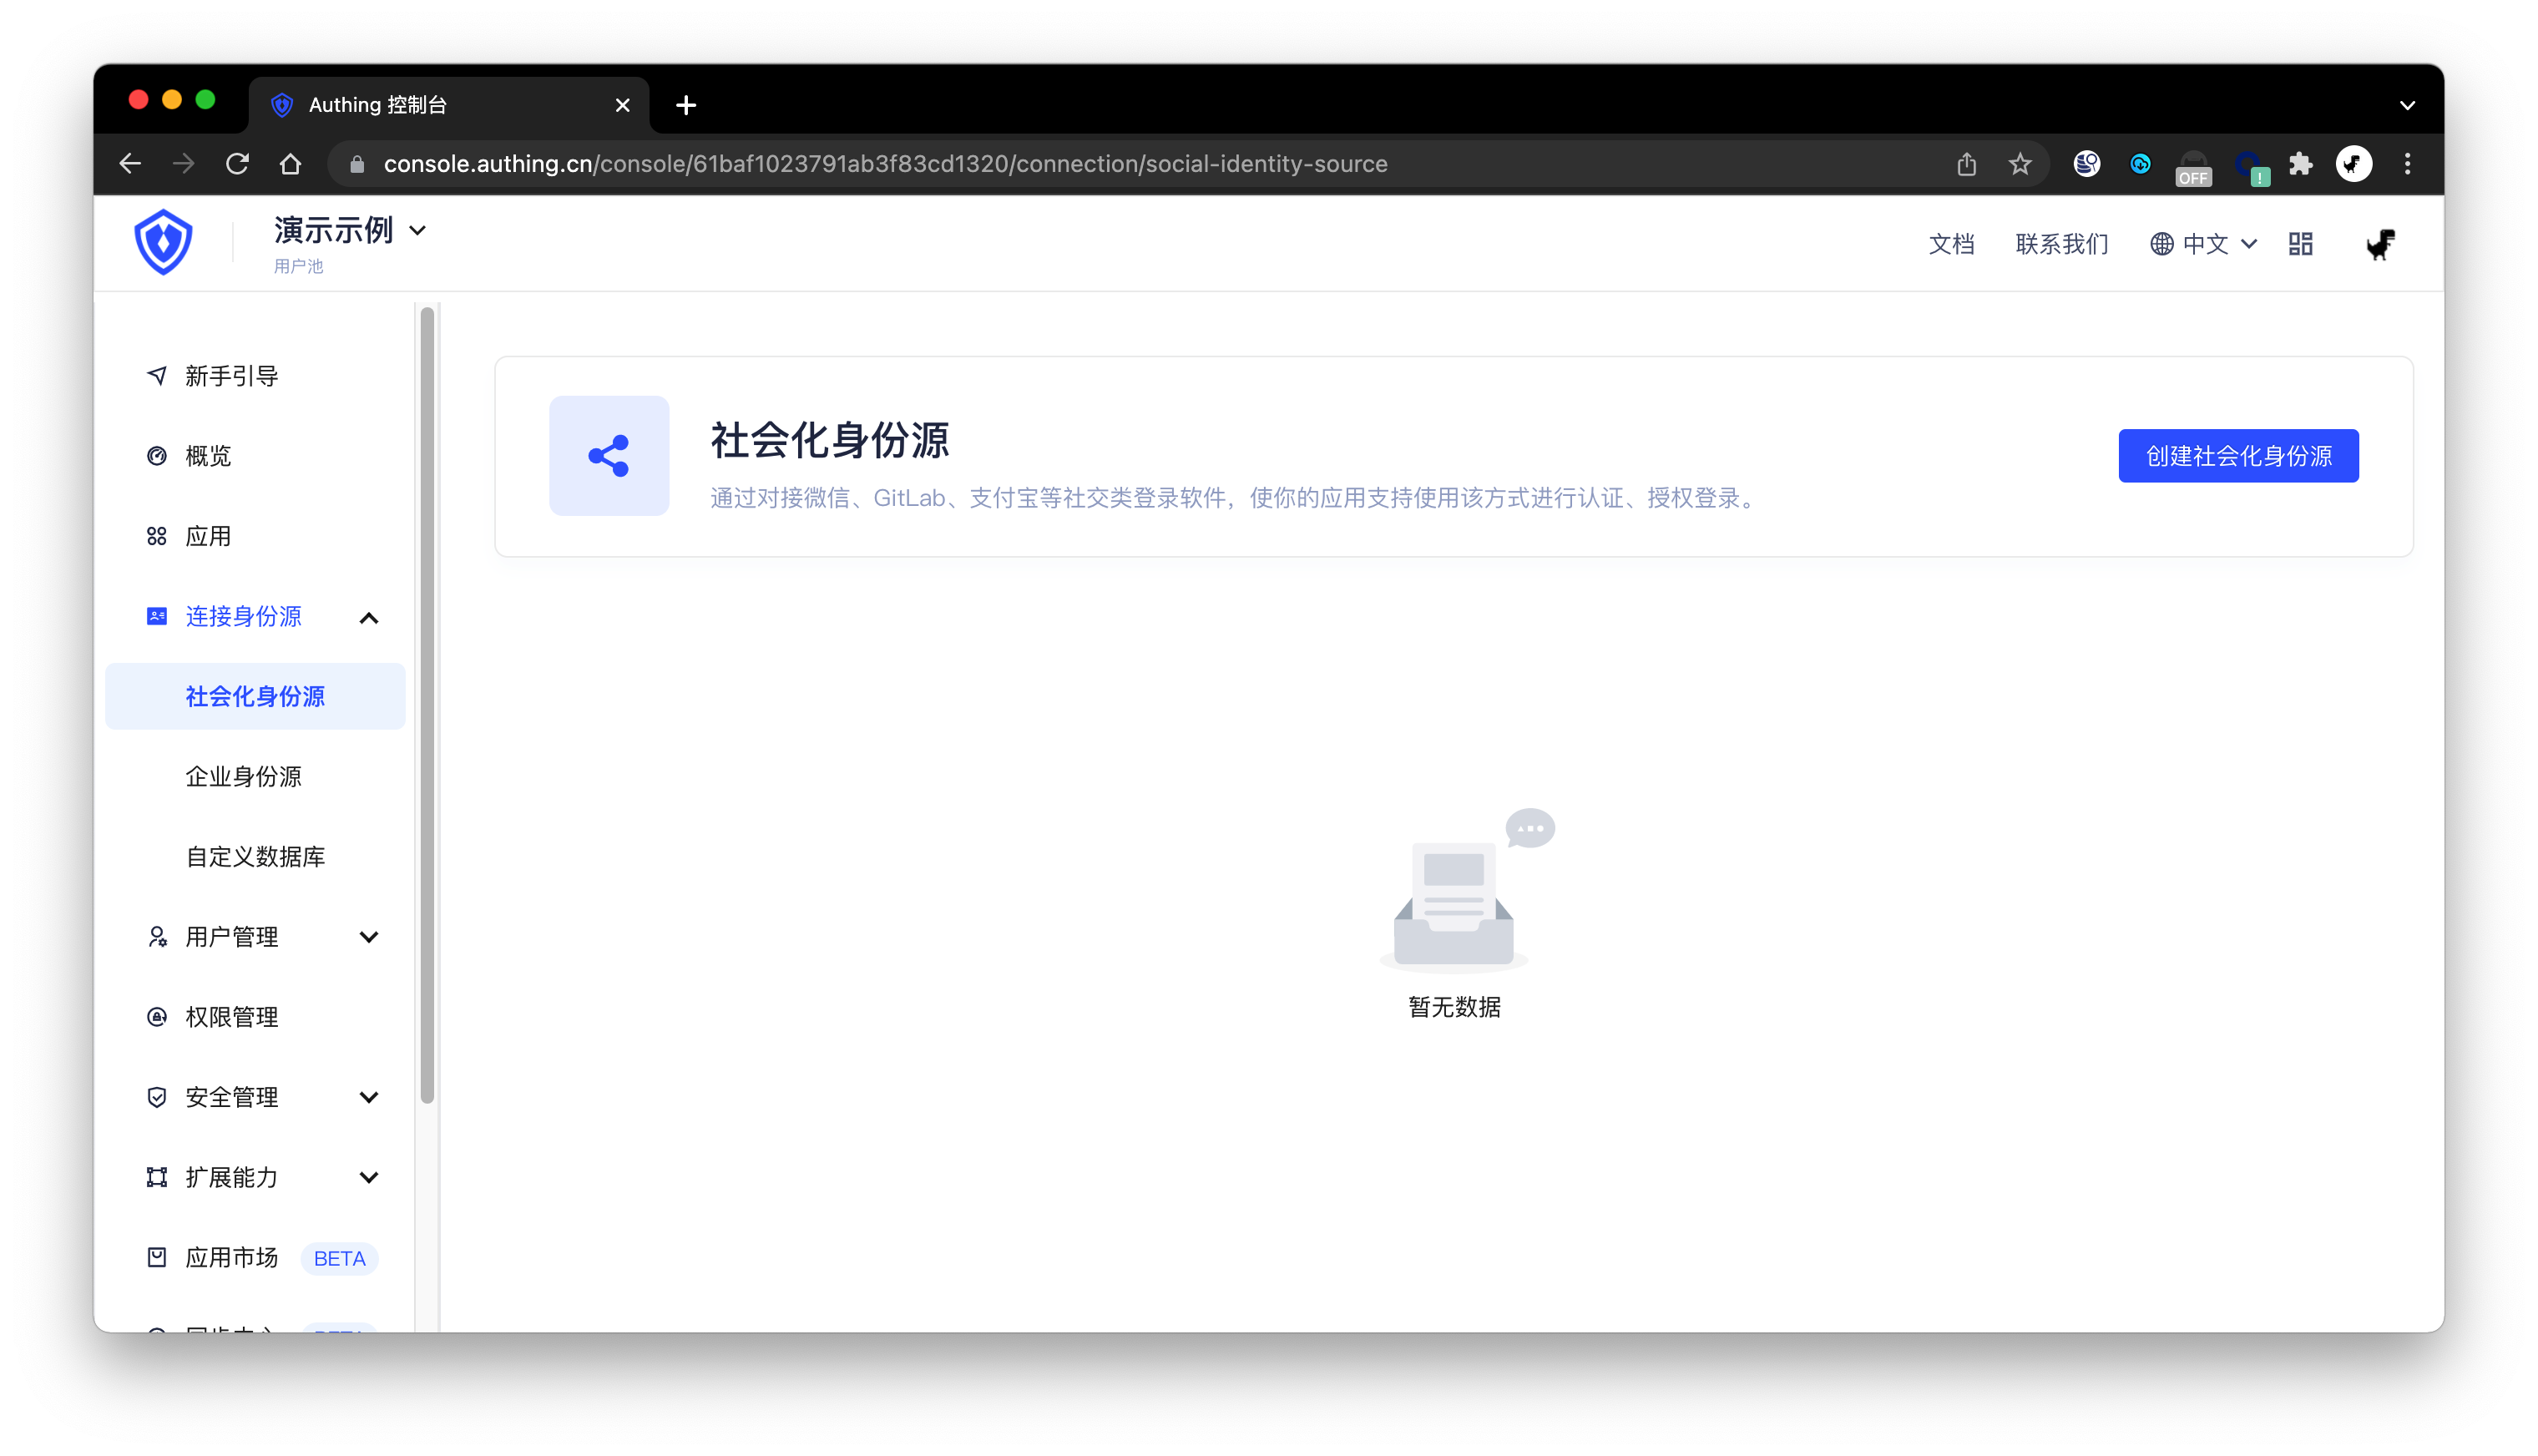 Authing 控制台
console.authing.cn/console/61baf1023791ab3f83cd1320/connection/social-identity-source
OFF
!
演示示例
用户池
文档
联系我们
中文
新手引导
概览
应用
连接身份源
社会化身份源
企业身份源
自定义数据库
用户管理
权限管理
安全管理
扩展能力
应用市场 BETA
社会化身份源
通过对接微信、GitLab、支付宝等社交类登录软件，使你的应用支持使用该方式进行认证、授权登录。
创建社会化身份源
暂无数据